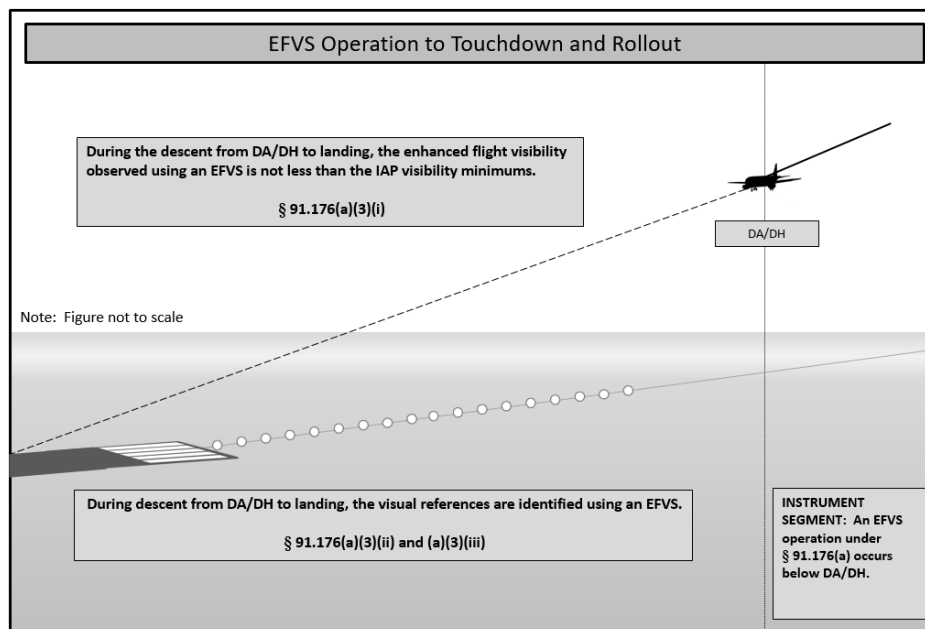 EFVS Operation to Touchdown and Rollout
During the descent from DA/DH to landing, the enhanced flight visibility
observed using an EFVS is not less than the IAP visibility minimums.
§ 91.176(a)(3)(i)
DA/DH
Note: Figure not to scale
During descent from DA/DH to landing, the visual references are identified using an EFVS.
§ 91.176(a)(3)(ii) and (a)(3)(iii)
INSTRUMENT
SEGMENT: An EFVS
operation under
§ 91.176(a) occurs
below DA/DH.